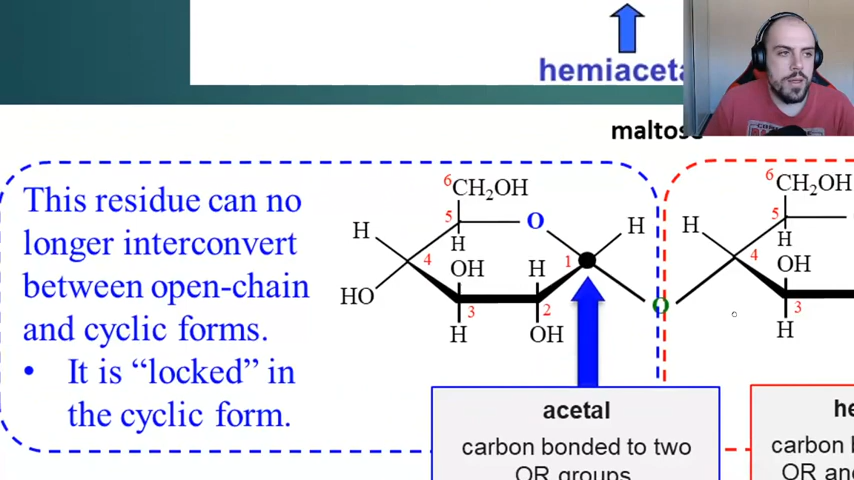 hemiaceta
maltose
This residue can no
longer interconvert
between open-chain
and cyclic forms.
• It is “locked” in
the cyclic form.
6
CH₂OH
5
O
H
H
H
4
1
OH
H
HO
3
2
H
OH
O
6
CH₂OH
5
H
H
4
OH
3
H
acetal
carbon bonded to two
OR groups
he
carbon b
OR and